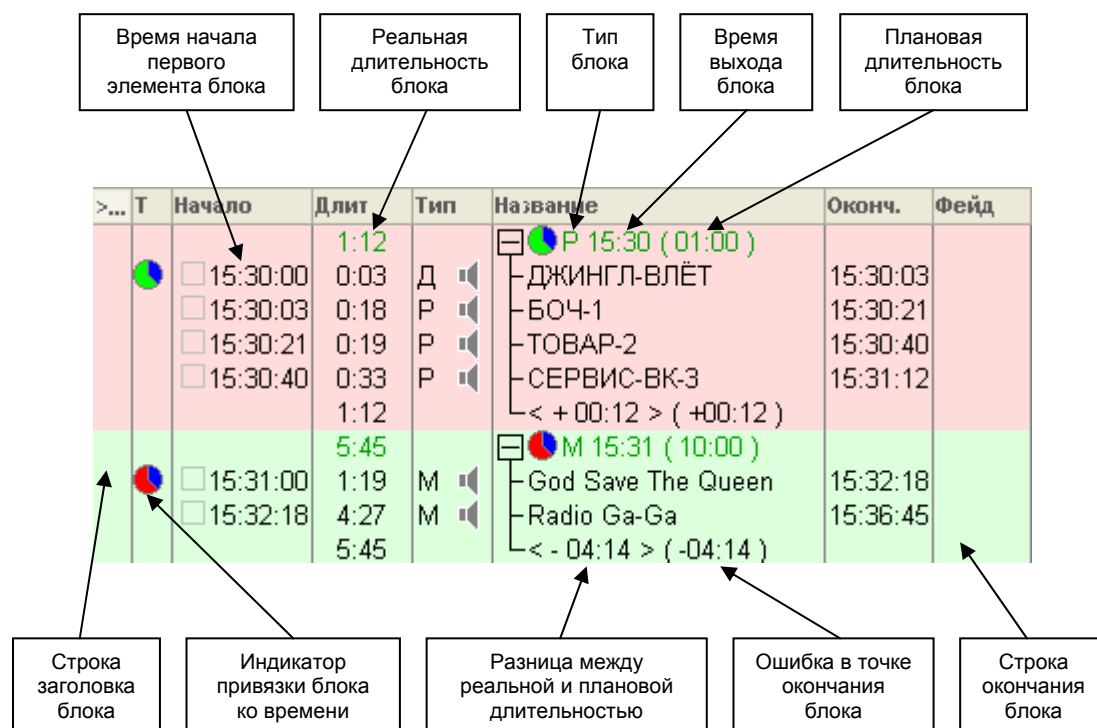 Время начала
первого
элемента блока
Реальная
длительность
блока
Тип
блока
Время
выхода
блока
Плановая
длительность
блока
>... Т Начало Длит Тип Название Оконч. Фейд
1:12 Р 15:30 ( 01:00 )
15:30:00 0:03 Д ДЖИНГЛ-ВЛЁТ 15:30:03
15:30:03 0:18 Р БОЧ-1 15:30:21
15:30:21 0:19 Р ТОВАР-2 15:30:40
15:30:40 0:33 Р СЕРВИС-ВК-3 15:31:12
1:12 < + 00:12 > ( +00:12 )
5:45 М 15:31 ( 10:00 )
15:31:00 1:19 М God Save The Queen 15:32:18
15:32:18 4:27 М Radio Ga-Ga 15:36:45
5:45 < - 04:14 > ( -04:14 )
Строка
заголовка
блока
Индикатор
привязки блока
ко времени
Разница между
реальной и плановой
длительностью
Ошибка в точке
окончания
блока
Строка
окончания
блока